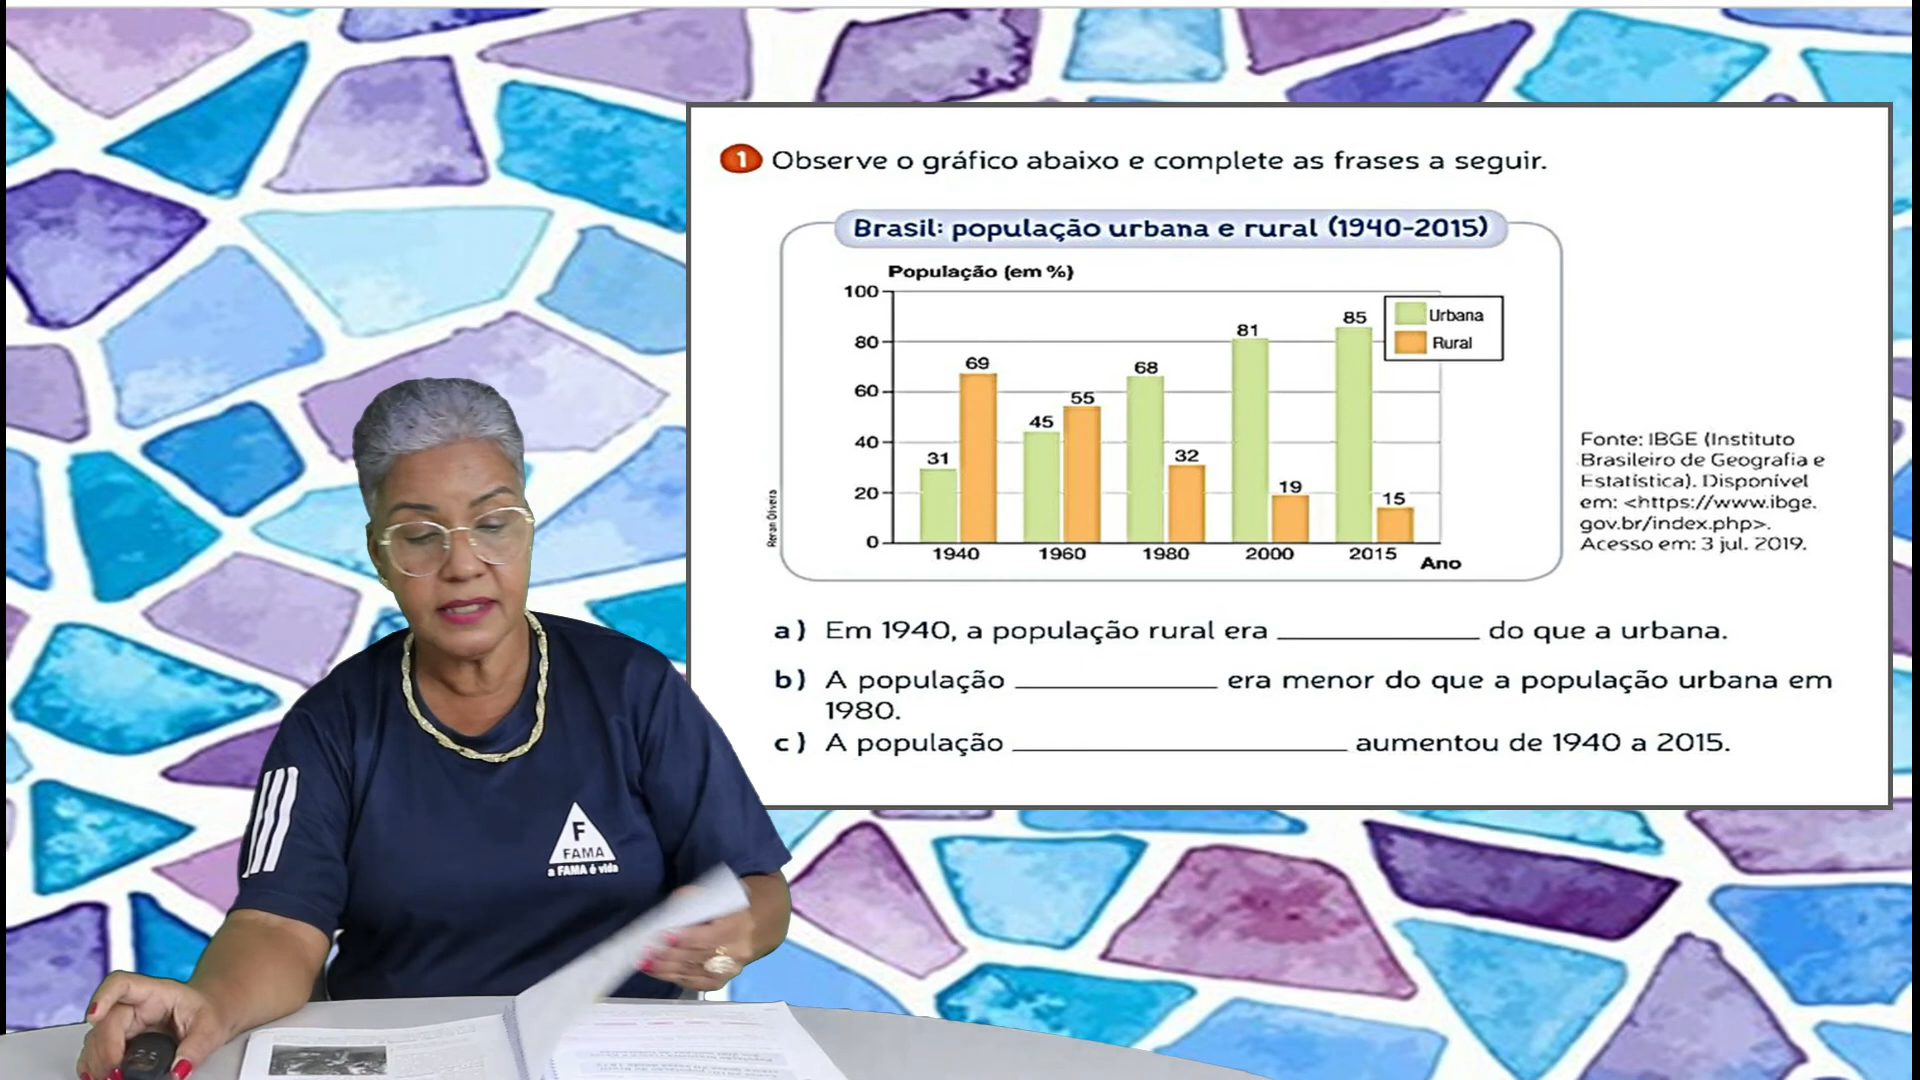 1 Observe o gráfico abaixo e complete as frases a seguir.
Brasil: população urbana e rural (1940-2015)
População (em %)
100
80
60
40
20
0
31
69
45
55
68
32
81
19
85
15
Urbana
Rural
1940
1960
1980
2000
2015
Ano
Renan Oliveira
Fonte: IBGE (Instituto
Brasileiro de Geografia e
Estatística). Disponível
em: <https://www.ibge.
gov.br/index.php>.
Acesso em: 3 jul. 2019.
a) Em 1940, a população rural era ____________ do que a urbana.
b) A população ____________ era menor do que a população urbana em
1980.
c) A população ____________________ aumentou de 1940 a 2015.
F
FAMA
a FAMA é vida